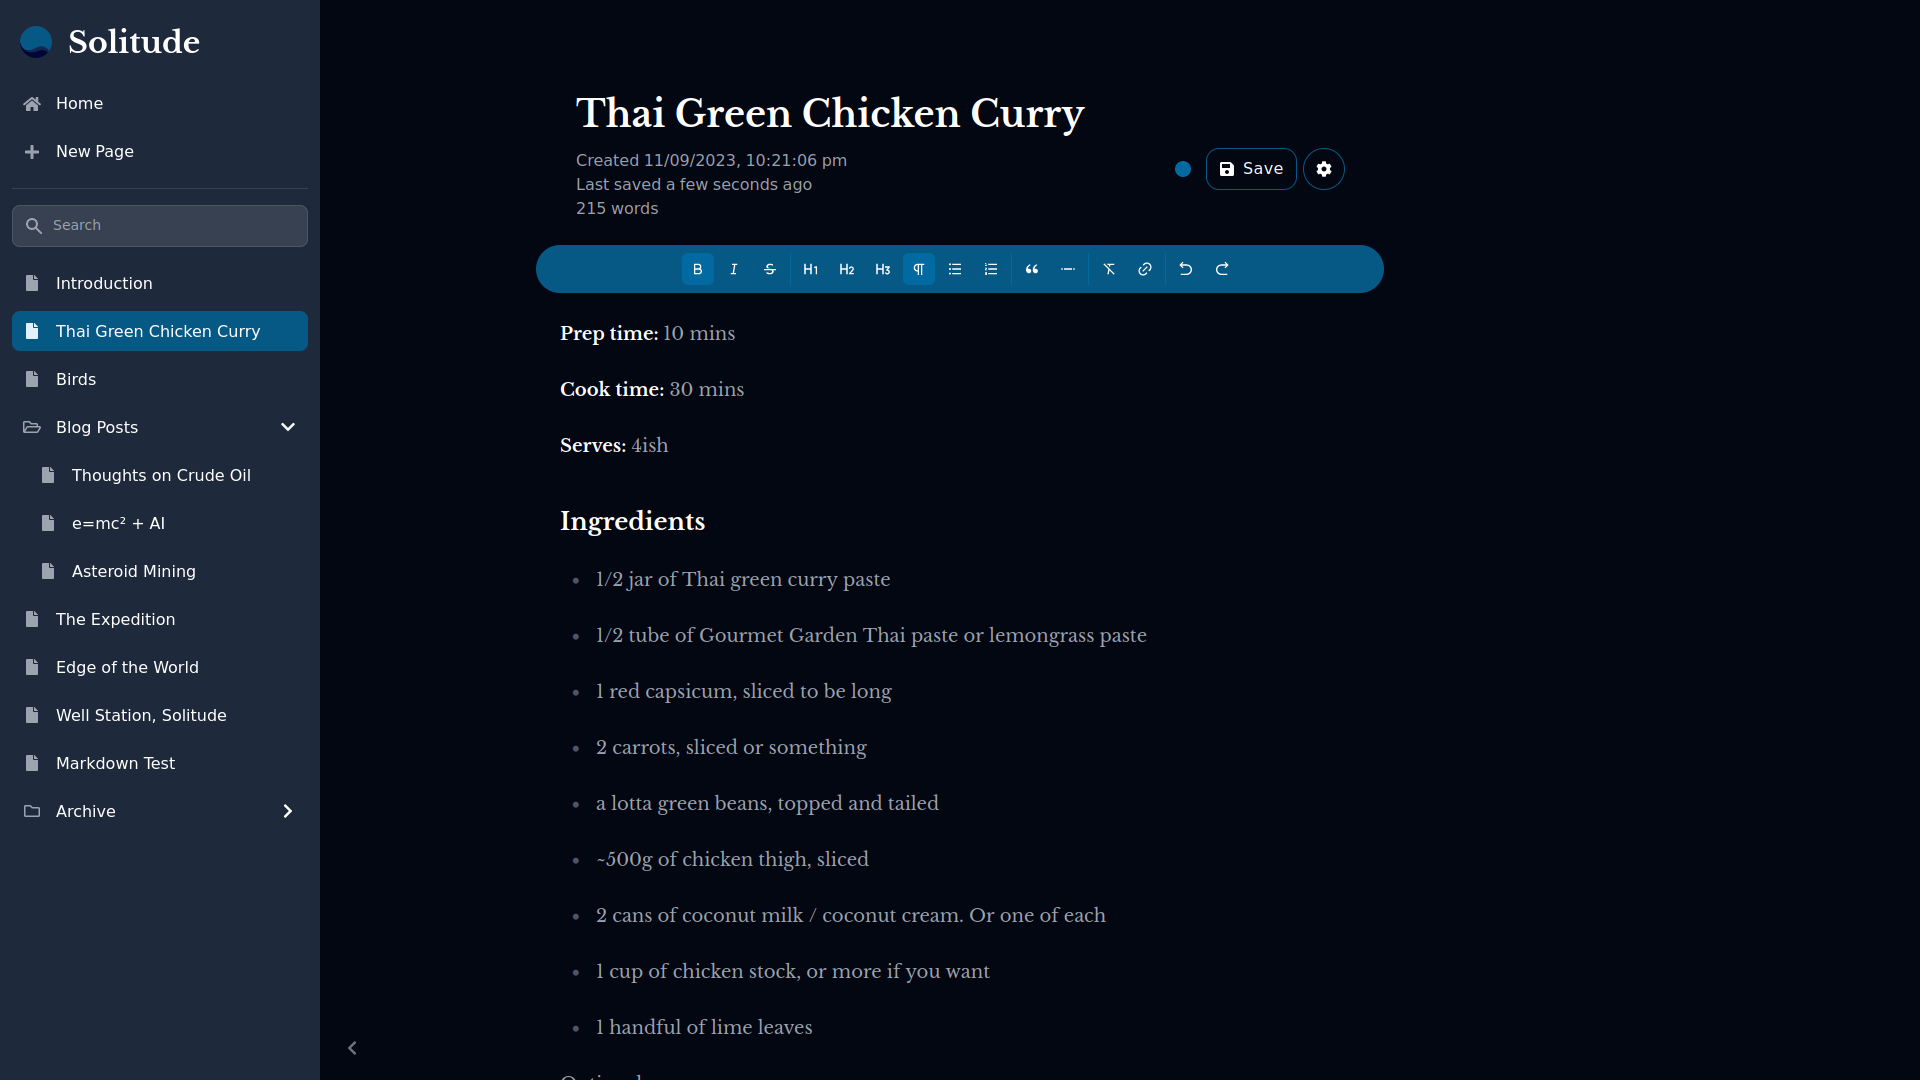 Solitude
Home
New Page
Search
Introduction
Thai Green Chicken Curry
Birds
Blog Posts
Thoughts on Crude Oil
e=mc² + AI
Asteroid Mining
The Expedition
Edge of the World
Well Station, Solitude
Markdown Test
Archive
Thai Green Chicken Curry
Created 11/09/2023, 10:21:06 pm
Last saved a few seconds ago
215 words
Save
B I S H1 H2 H3
Prep time: 10 mins
Cook time: 30 mins
Serves: 4ish
Ingredients
1/2 jar of Thai green curry paste
1/2 tube of Gourmet Garden Thai paste or lemongrass paste
1 red capsicum, sliced to be long
2 carrots, sliced or something
a lotta green beans, topped and tailed
~500g of chicken thigh, sliced
2 cans of coconut milk / coconut cream. Or one of each
1 cup of chicken stock, or more if you want
1 handful of lime leaves